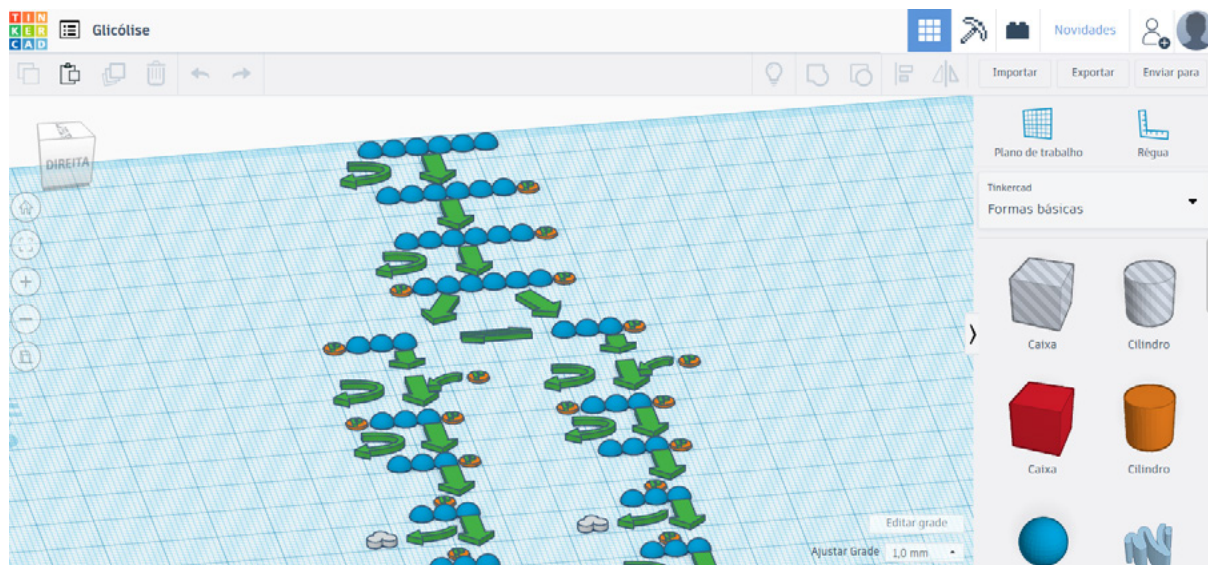 TIN
KER
CAD
Glicólise
Novidades
Importar
Exportar
Enviar para
DIREITA
Plano de trabalho
Régua
Tinkercad
Formas básicas
Caixa
Cilindro
Caixa
Cilindro
Editar grade
Ajustar Grade
1,0 mm